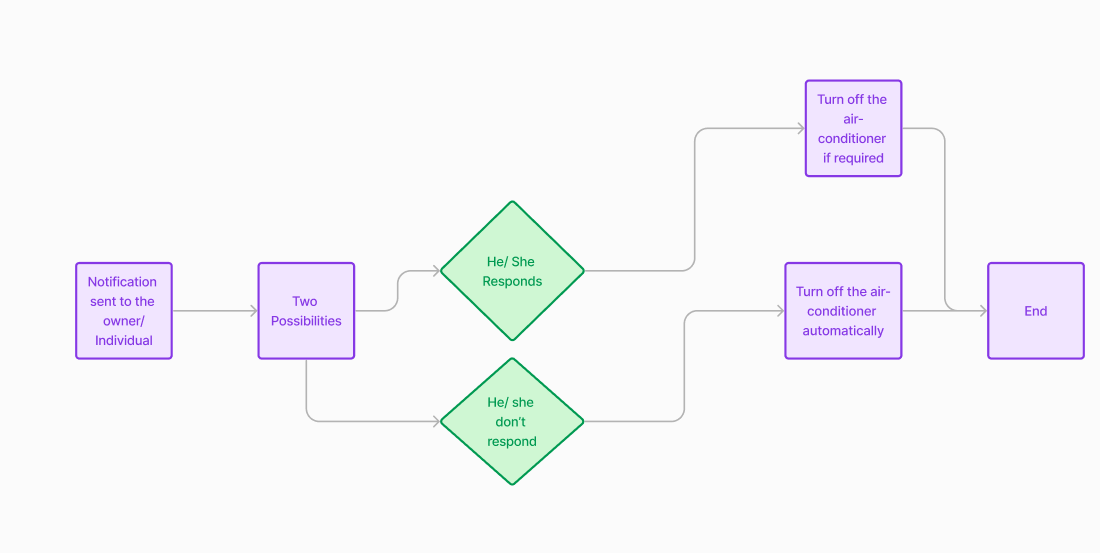 Notification
sent to the
owner/
Individual
Two
Possibilities
He/ She
Responds
He/ she
don't
respond
Turn off the
air-
conditioner
if required
Turn off the air-
conditioner
automatically
End